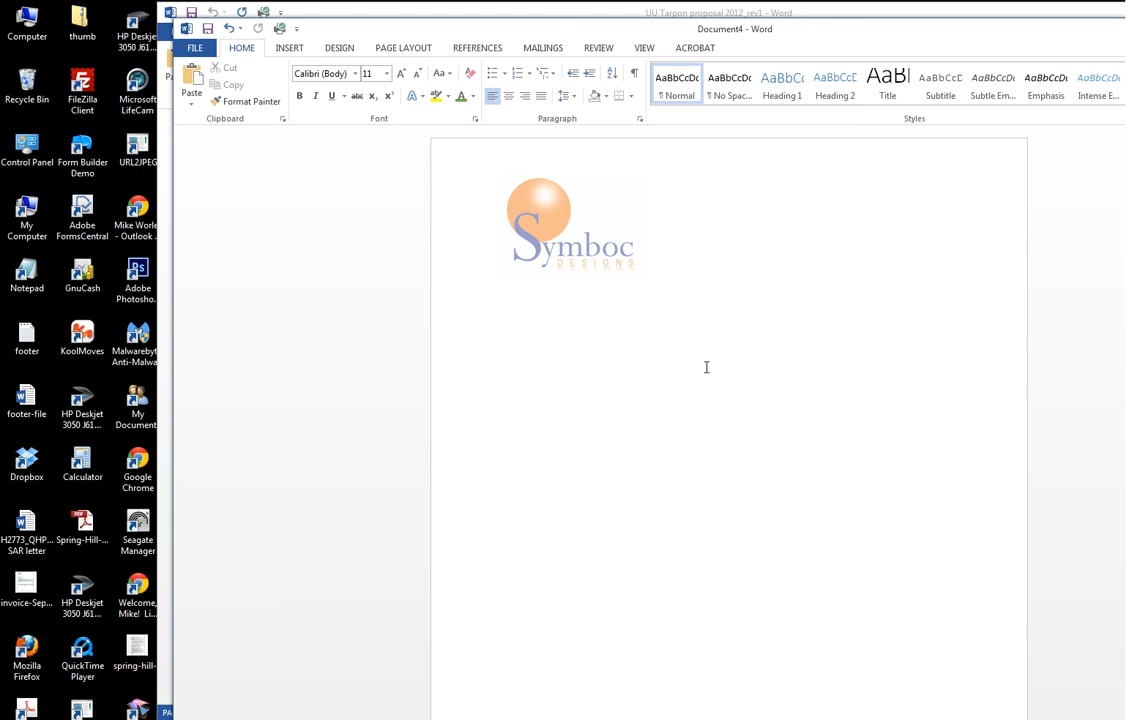 UU Tarpon proposal 2012_rev1 - Word
Document4 - Word
FILE HOME INSERT DESIGN PAGE LAYOUT REFERENCES MAILINGS REVIEW VIEW ACROBAT
Paste
Cut
Copy
Format Painter
Clipboard
Calibri (Body) 11
Font
Paragraph
AaBbCcDc AaBbCcDc AaBbCc AaBbCcE AaBl AaBbCcC AaBbCcDc AaBbCcDc AaBbCcDc
¶ Normal ¶ No Spac... Heading 1 Heading 2 Title Subtitle Subtle Em... Emphasis Intense E...
Styles
Symboc
DESIGNS
Computer
thumb
HP Deskjet
3050 J61...
Recycle Bin
FileZilla
Client
Microsoft
LifeCam
Control Panel
Form Builder
Demo
URL2JPEG
My
Computer
Adobe
FormsCentral
Mike Worle
- Outlook .
Notepad
GnuCash
Adobe
Photosho.
footer
KoolMoves
Malwarebyt
Anti-Malwa
footer-file
HP Deskjet
3050 J61...
My
Document
Dropbox
Calculator
Google
Chrome
H2773_QHP...
SAR letter
Spring-Hill-...
Seagate
Manager
invoice-Sep...
HP Deskjet
3050 J61...
Welcome,
Mike! Li...
Mozilla
Firefox
QuickTime
Player
spring-hill-
PA